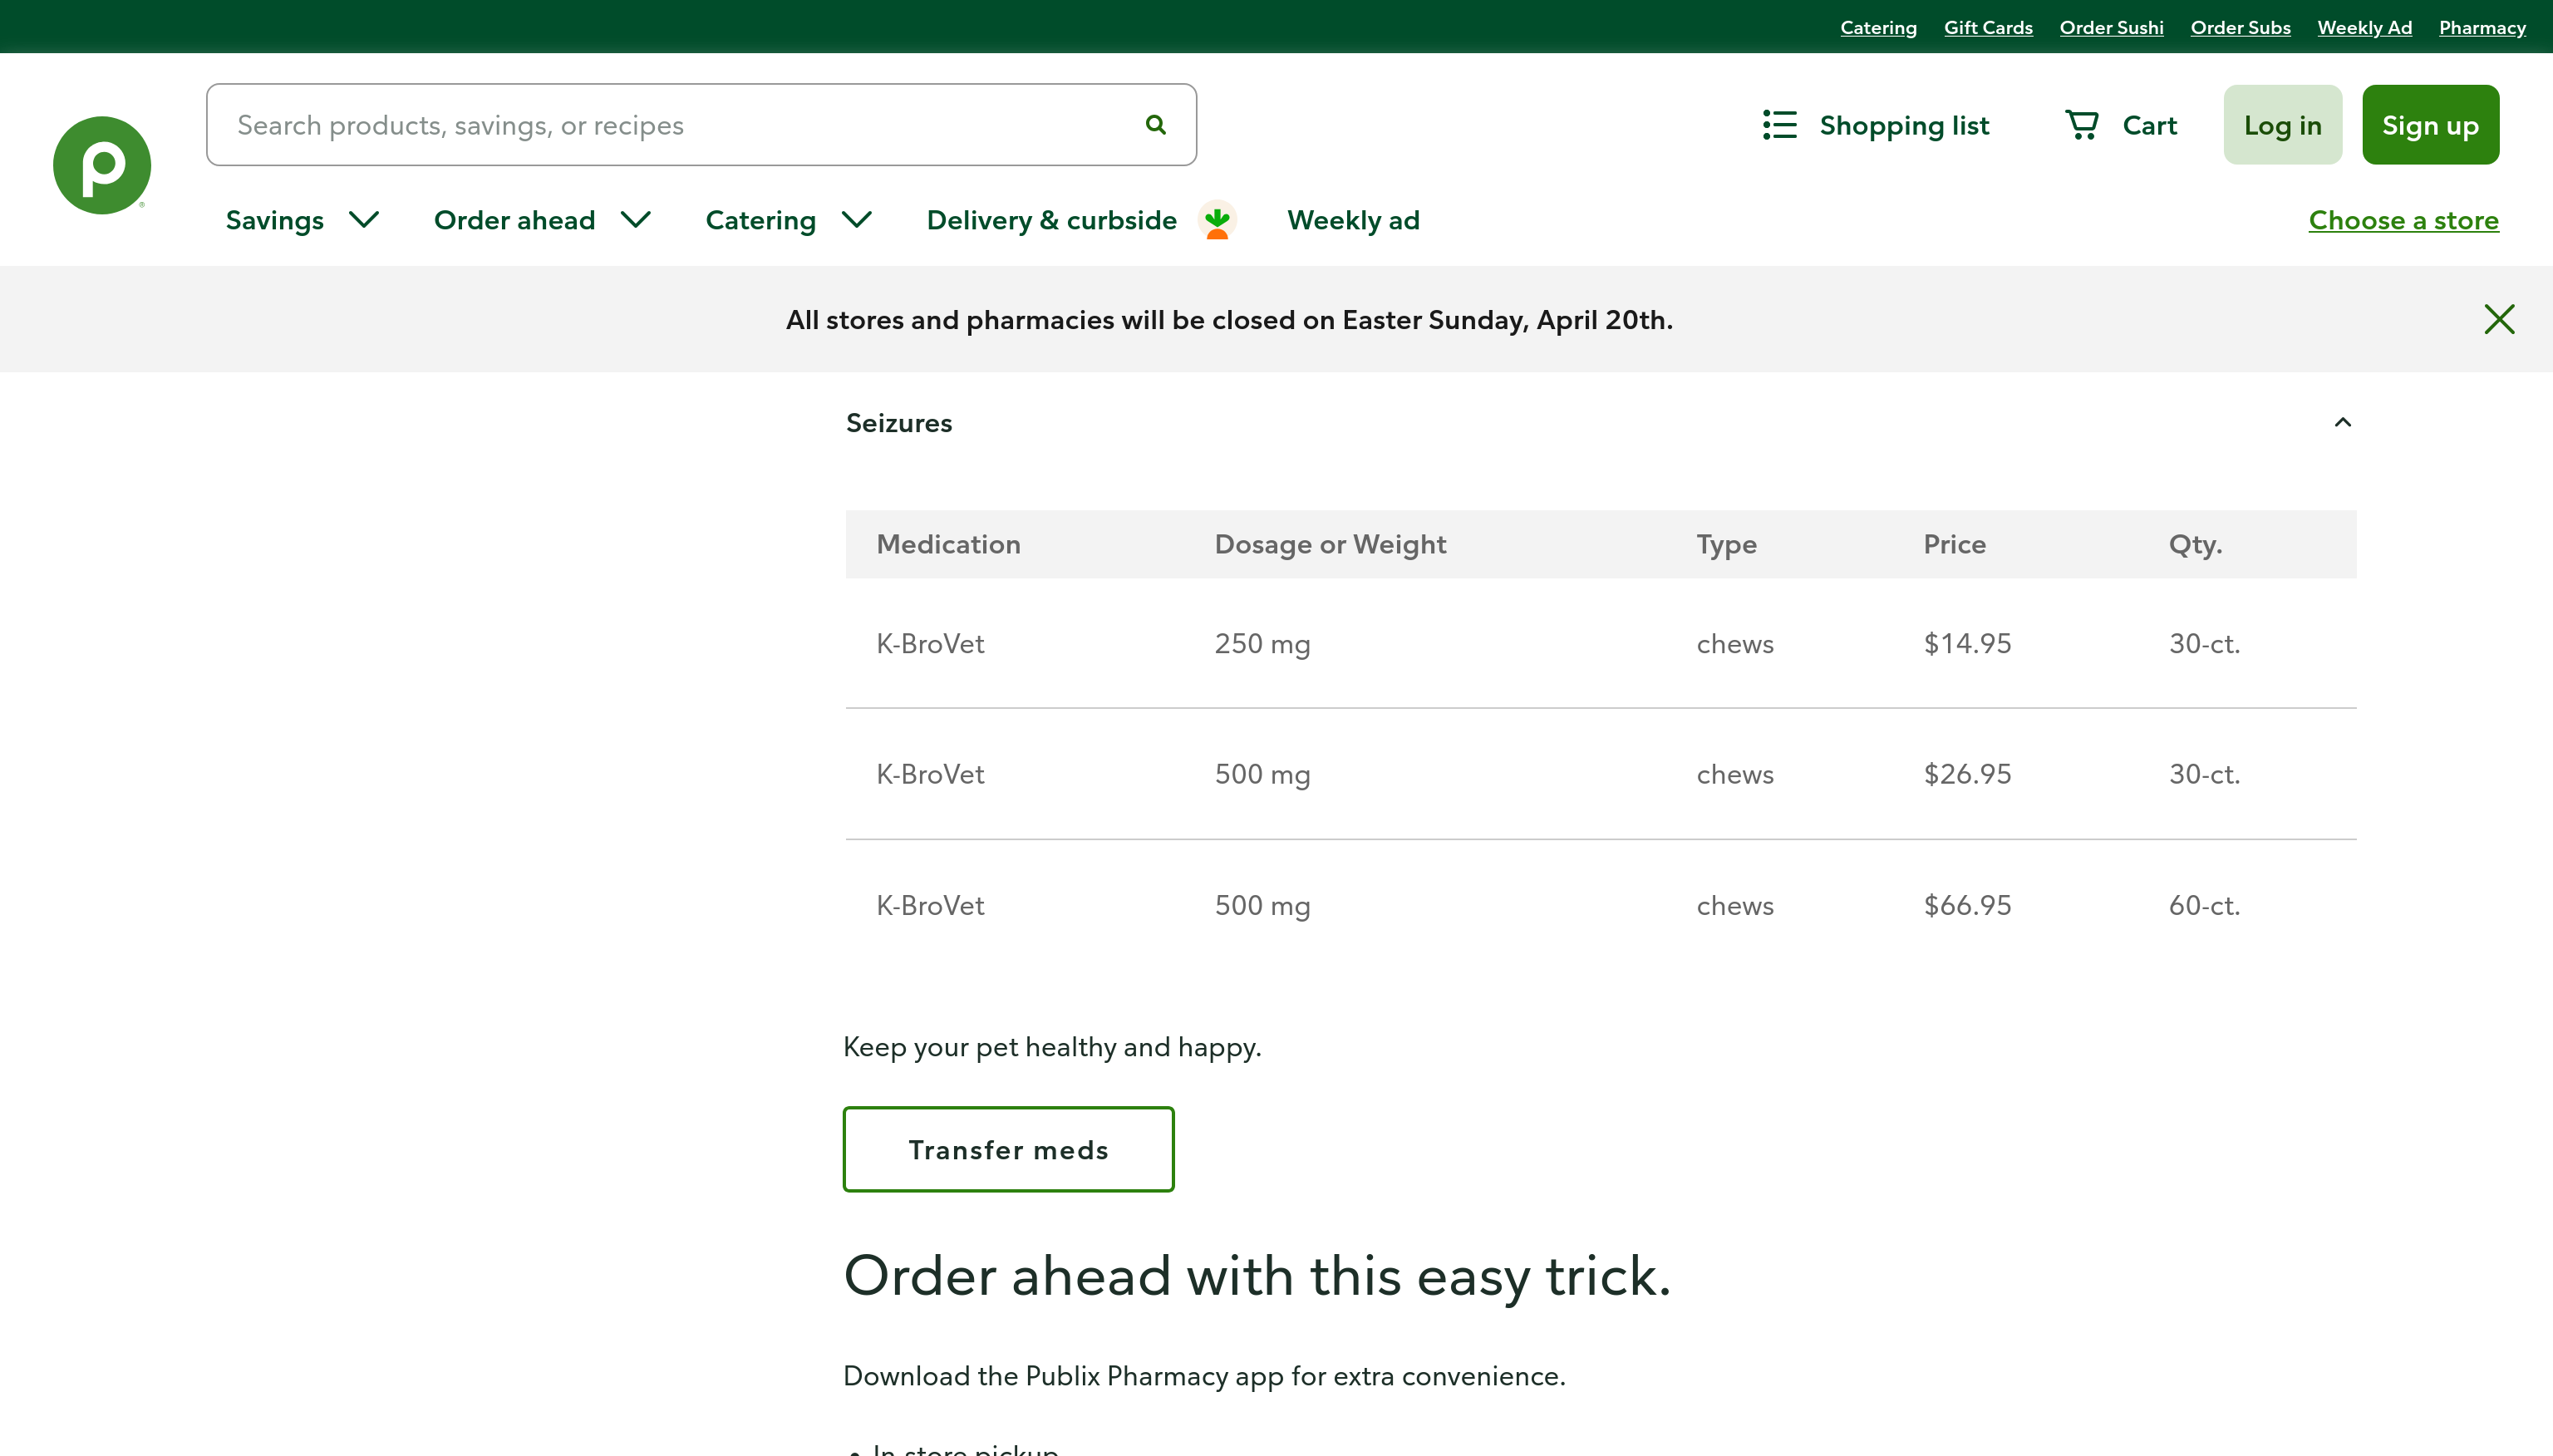 Catering Gift Cards Order Sushi Order Subs Weekly Ad Pharmacy
Search products, savings, or recipes
Shopping list Cart Log in Sign up
p
®
Savings Order ahead Catering Delivery & curbside Weekly ad Choose a store
All stores and pharmacies will be closed on Easter Sunday, April 20th.
Seizures
Medication Dosage or Weight Type Price Qty.
K-BroVet 250 mg chews $14.95 30-ct.
K-BroVet 500 mg chews $26.95 30-ct.
K-BroVet 500 mg chews $66.95 60-ct.
Keep your pet healthy and happy.
Transfer meds
Order ahead with this easy trick.
Download the Publix Pharmacy app for extra convenience.
• In-store pickup